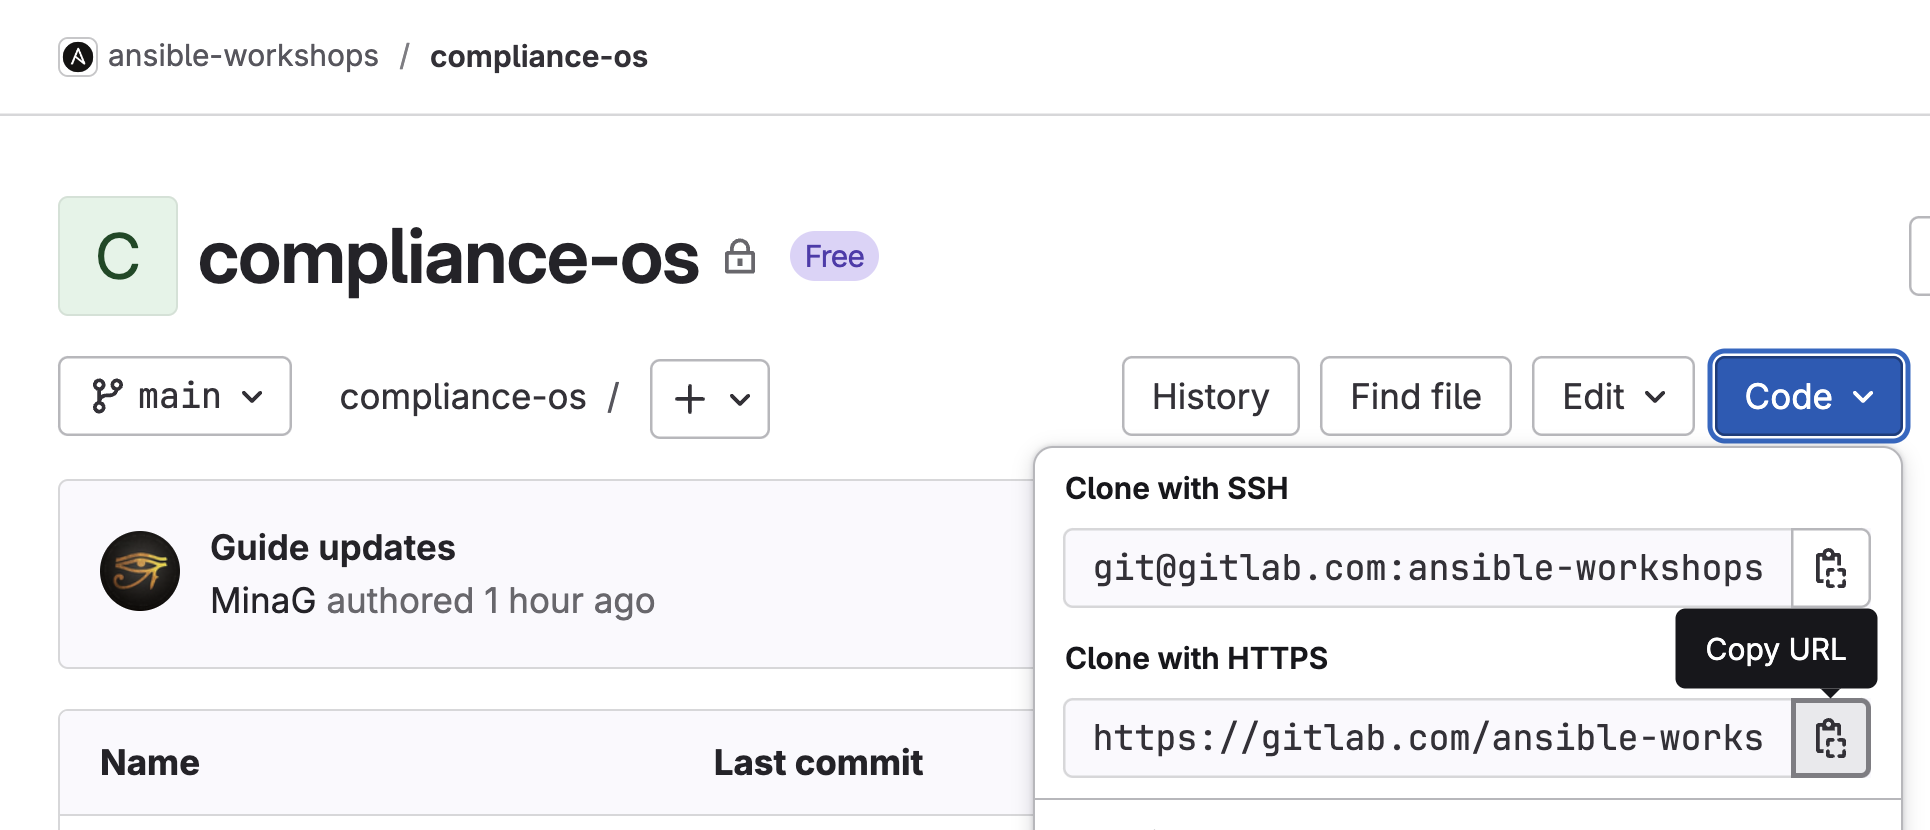 ansible-workshops / compliance-os
C compliance-os Free
main compliance-os / + History Find file Edit Code
Clone with SSH
git@gitlab.com:ansible-workshops
Guide updates
MinaG authored 1 hour ago
Copy URL
Clone with HTTPS
https://gitlab.com/ansible-works
Name Last commit